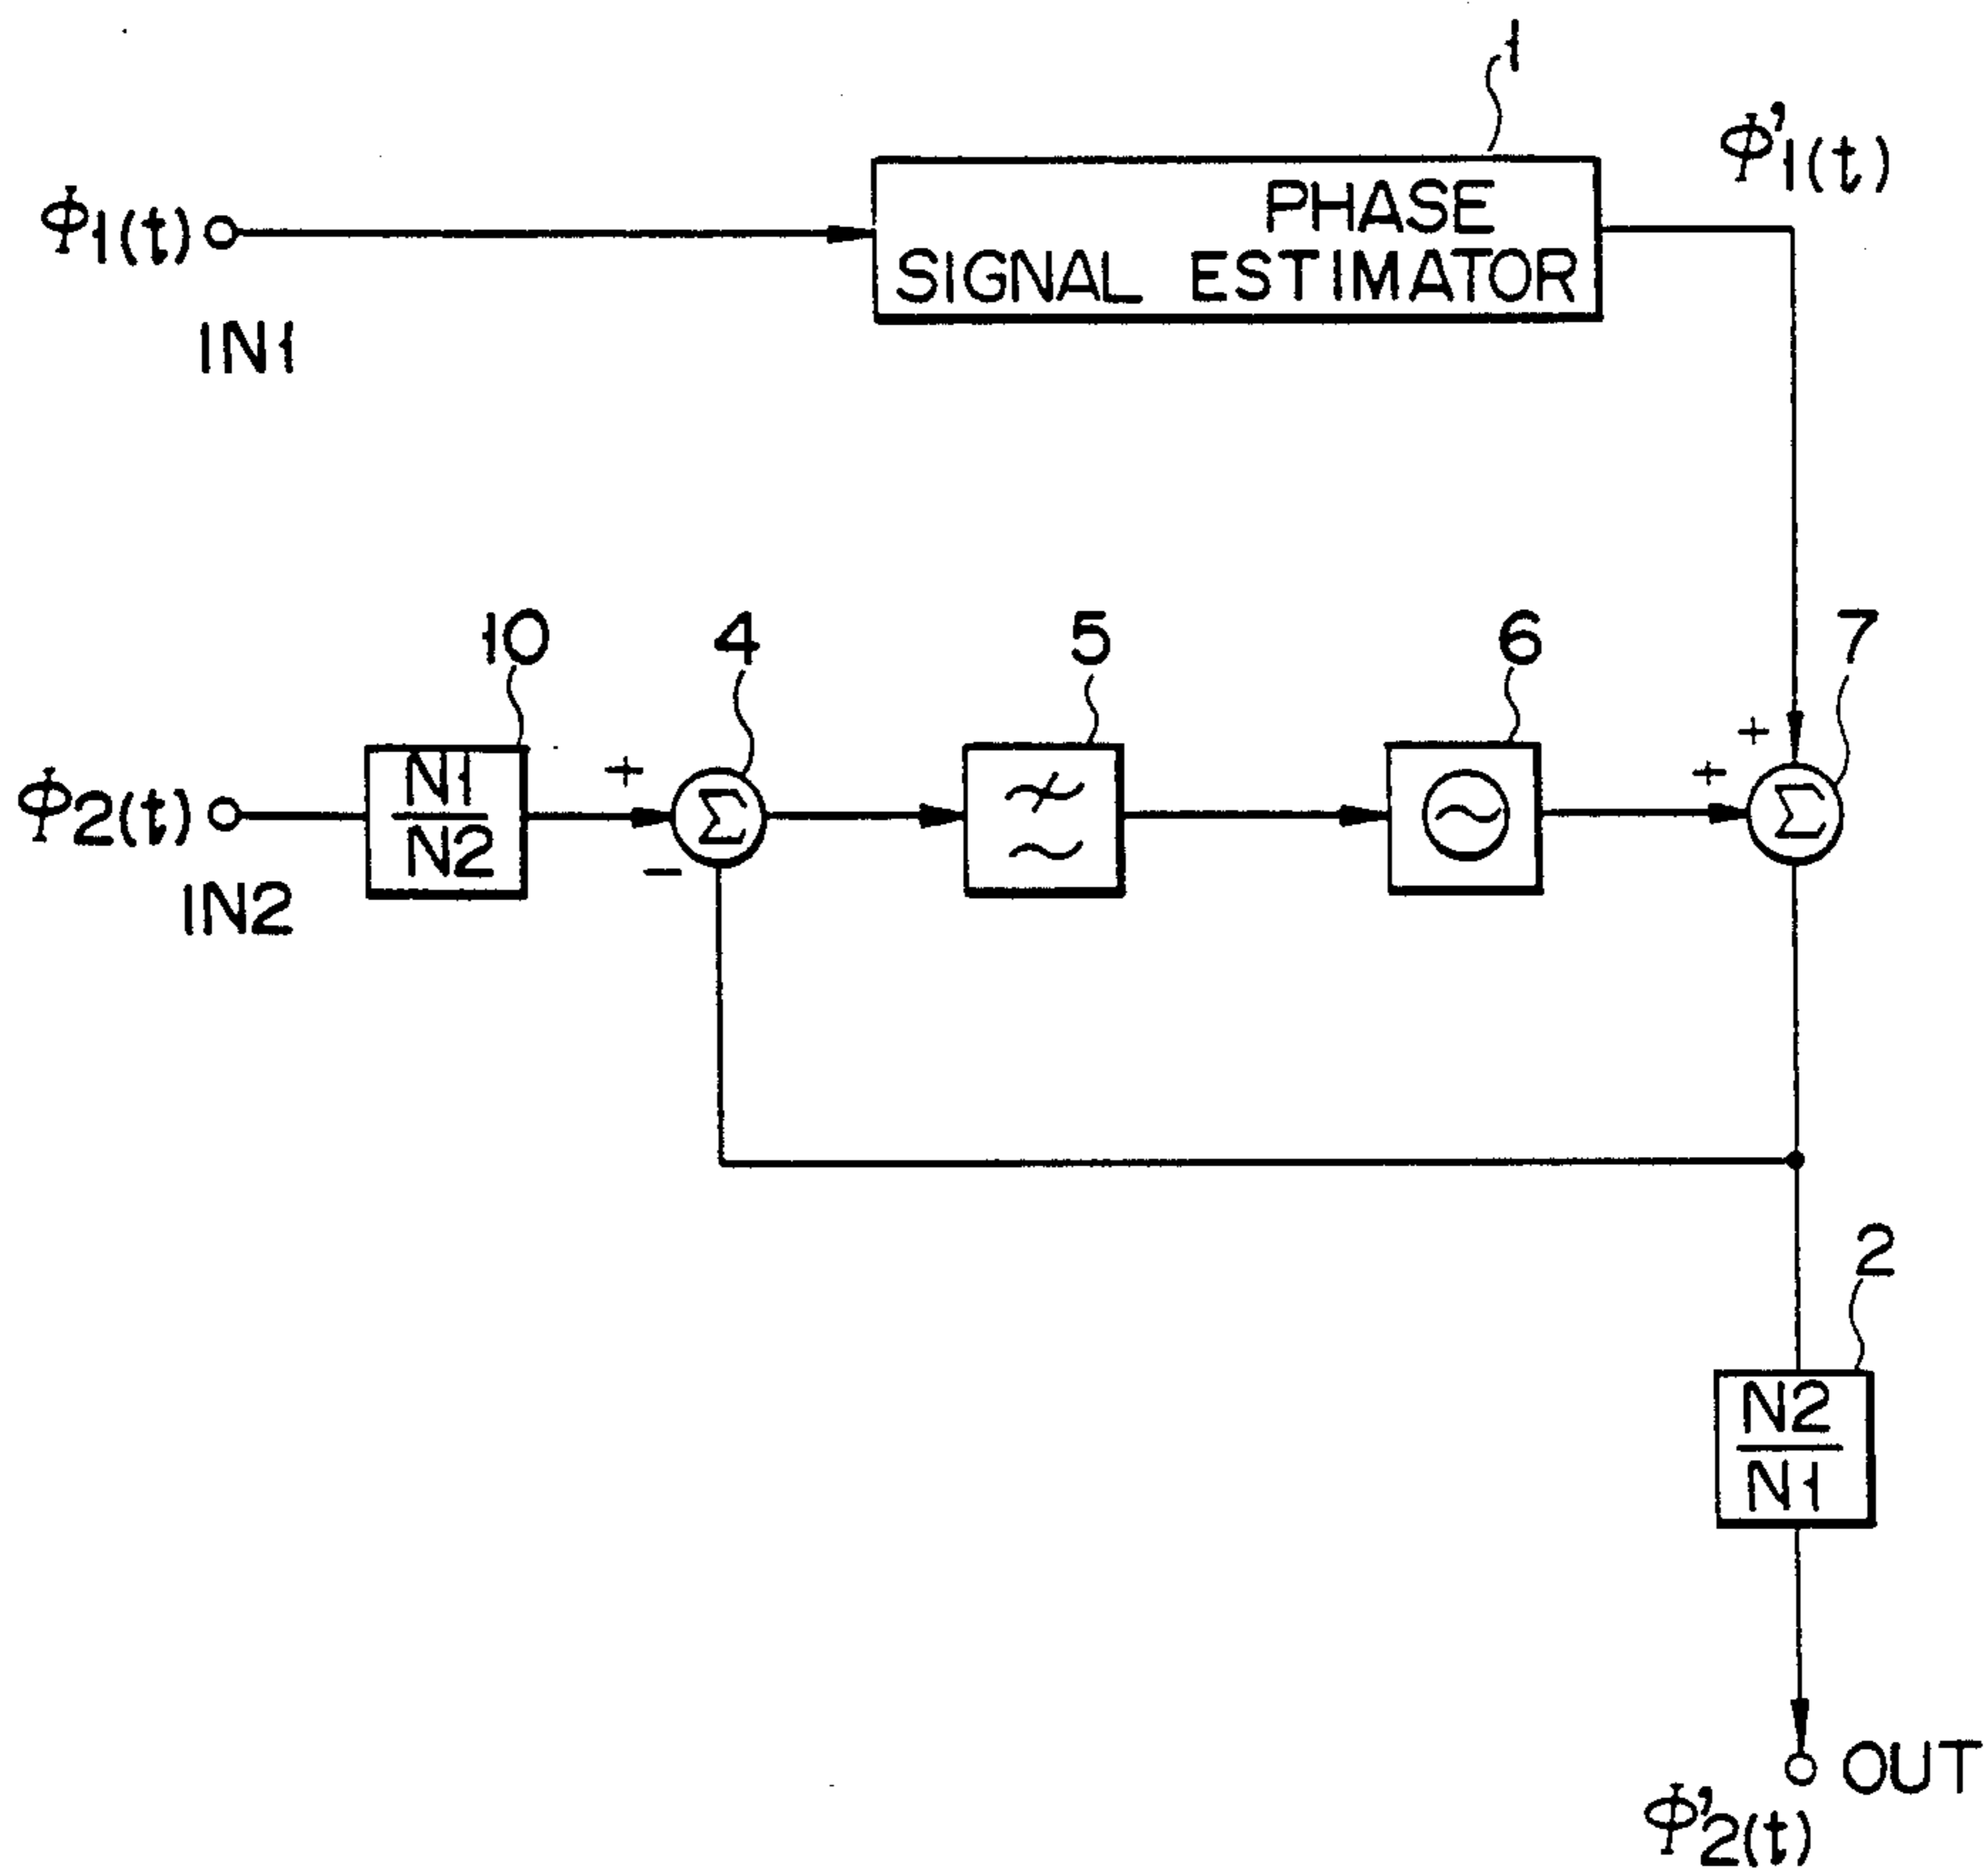 1
Φ'1(t)
Φ1(t)
PHASE
SIGNAL ESTIMATOR
IN1
10
4
5
6
7
+
+
+
Φ2(t)
N1
N2
Σ
Σ
−
IN2
2
N2
N1
OUT
Φ'2(t)